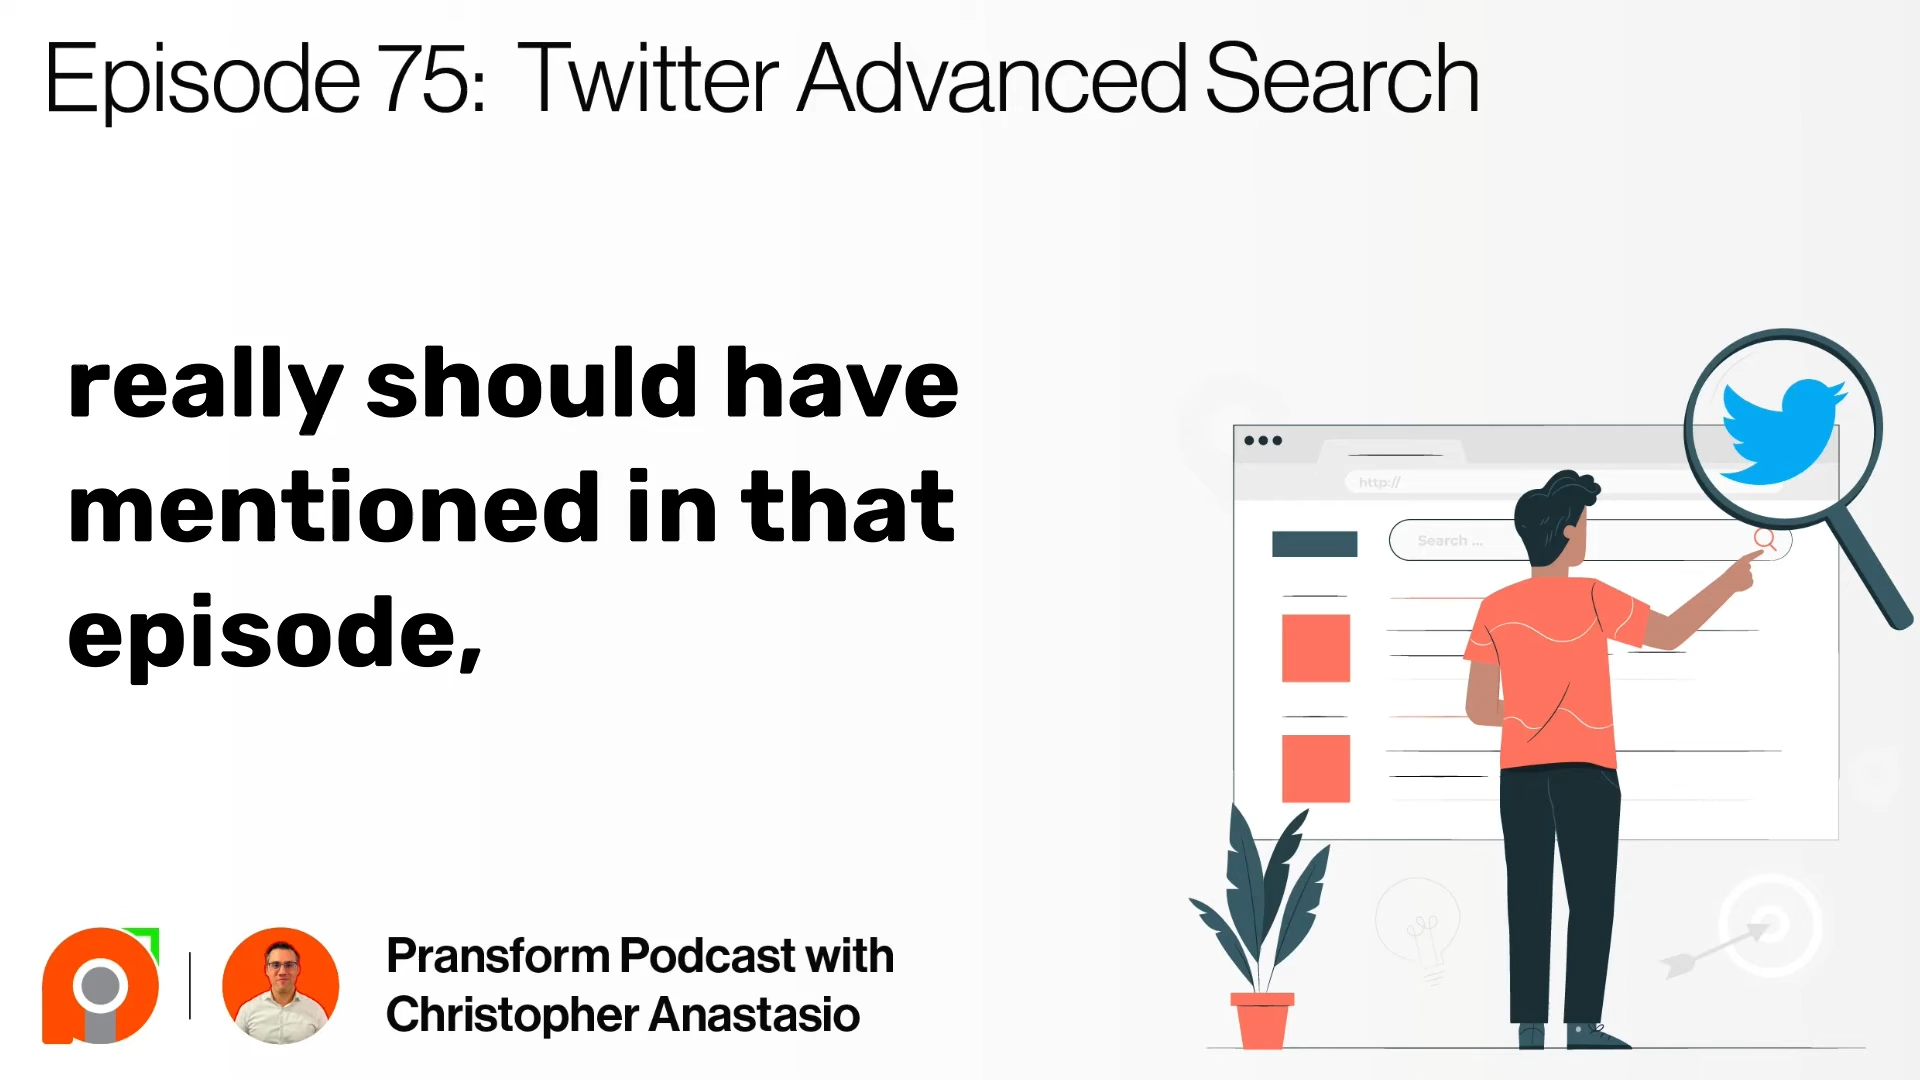 Episode 75: Twitter Advanced Search
really should have
mentioned in that
episode,
http://
Search ...
Pransform Podcast with
Christopher Anastasio